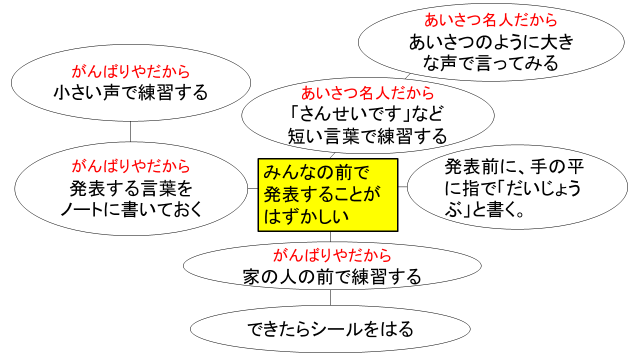 あいさつ名人だから
あいさつのように大き
な声で言ってみる
がんばりやだから
小さい声で練習する
あいさつ名人だから
「さんせいです」など
短い言葉で練習する
がんばりやだから
発表する言葉を
ノートに書いておく
みんなの前で
発表することが
はずかしい
発表前に、手の平
に指で「だいじょう
ぶ」と書く。
がんばりやだから
家の人の前で練習する
できたらシールをはる